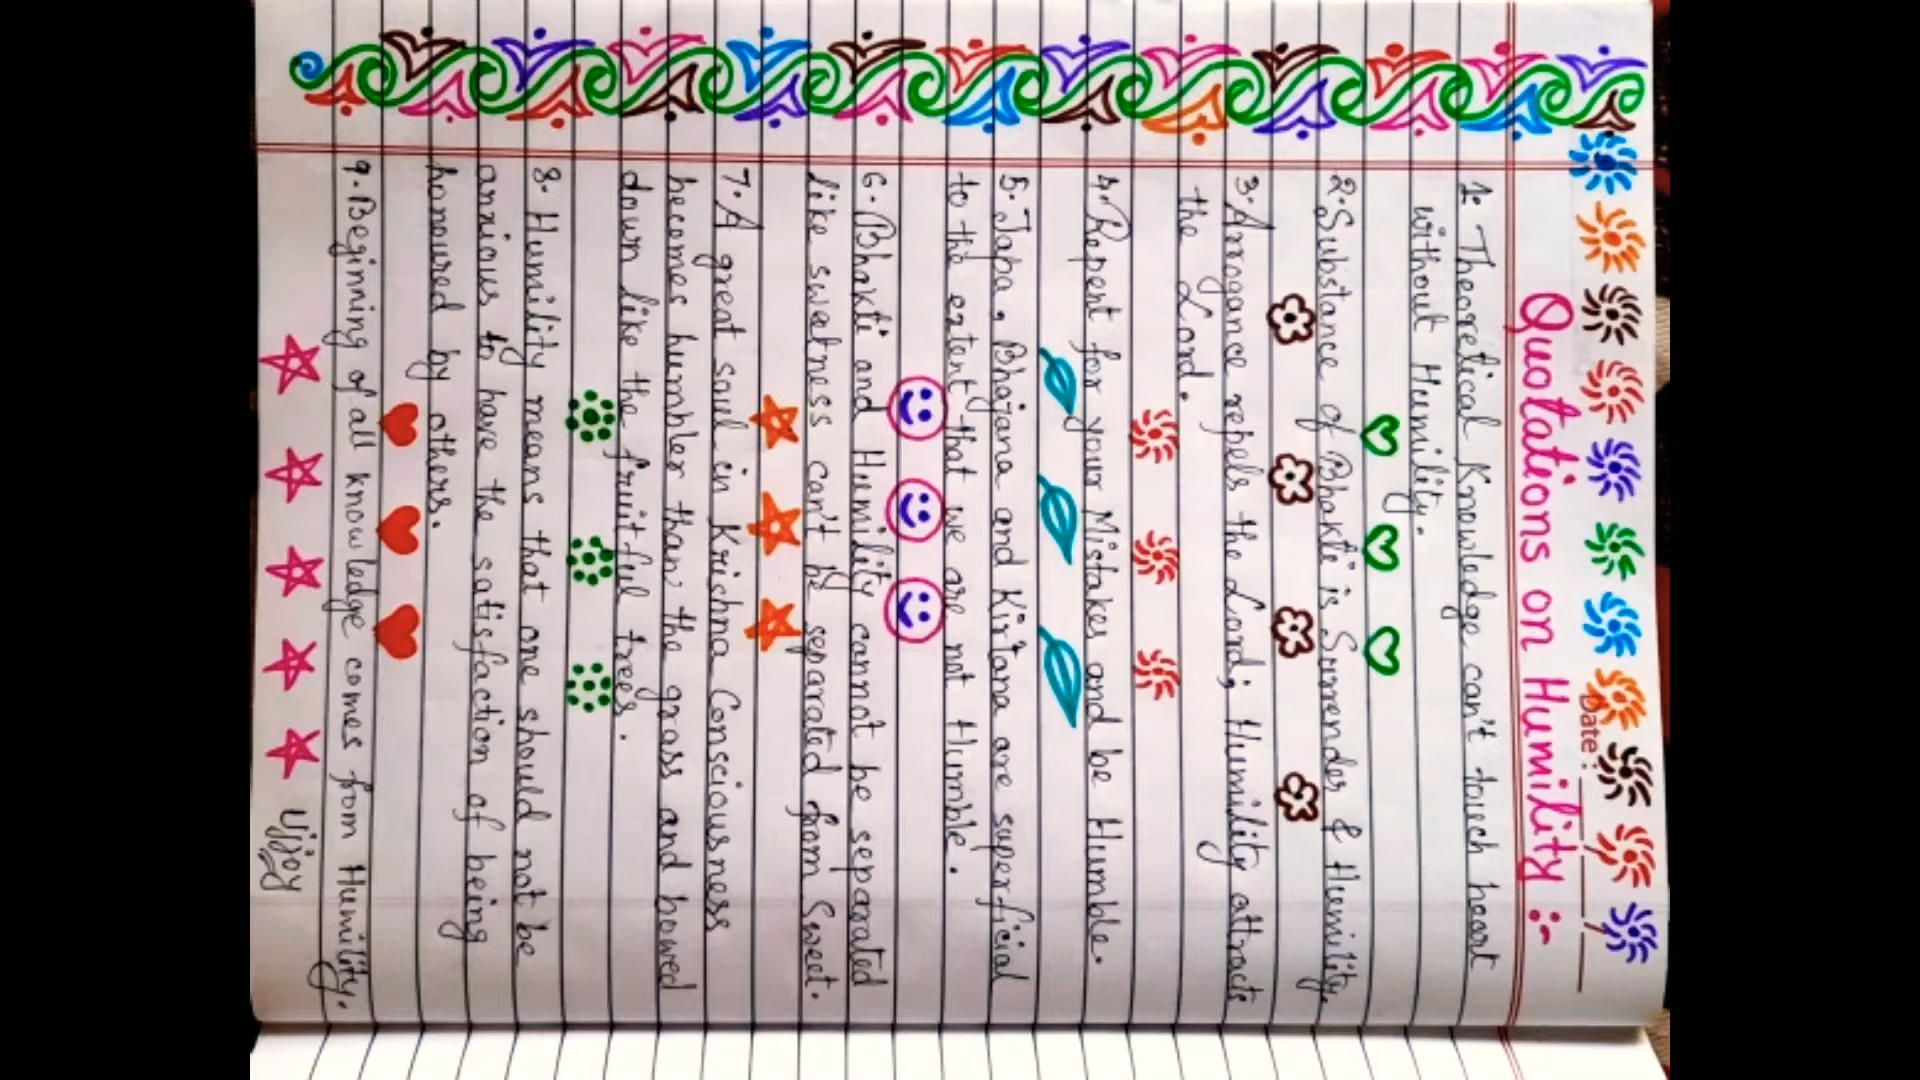 Date: __/__/__
Quotations on Humility :-
1. Theoretical Knowledge can't touch heart
without Humility.
2. Substance of Bhakti is Surrender & Humility.
3. Arrogance repels the Lord; Humility attracts
the Lord.
4. Repent for your Mistakes and be Humble.
5. Japa, Bhajana and Kirtana are superficial
to the extent that we are not Humble.
6. Bhakti and Humility cannot be separated
like sweetness can't be separated from Sweet.
7. A great soul in Krishna Consciousness
becomes humbler than the grass and bowed
down like the fruitful trees.
8. Humility means that one should not be
anxious to have the satisfaction of being
honoured by others.
9. Beginning of all knowledge comes from Humility.
Vijoy